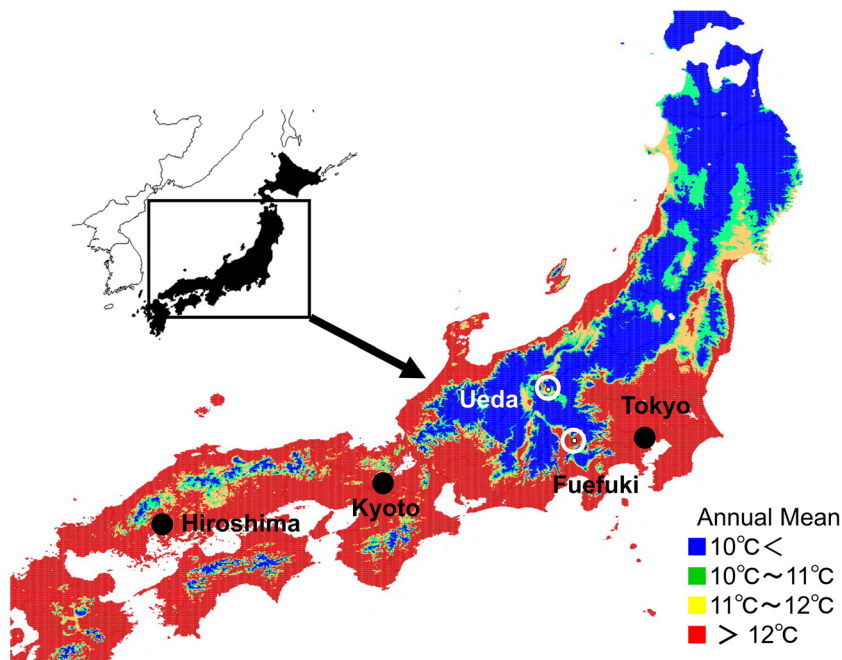 Ueda
Tokyo
Fuefuki
Kyoto
Hiroshima
Annual Mean
10℃<
10℃～11℃
11℃～12℃
> 12℃